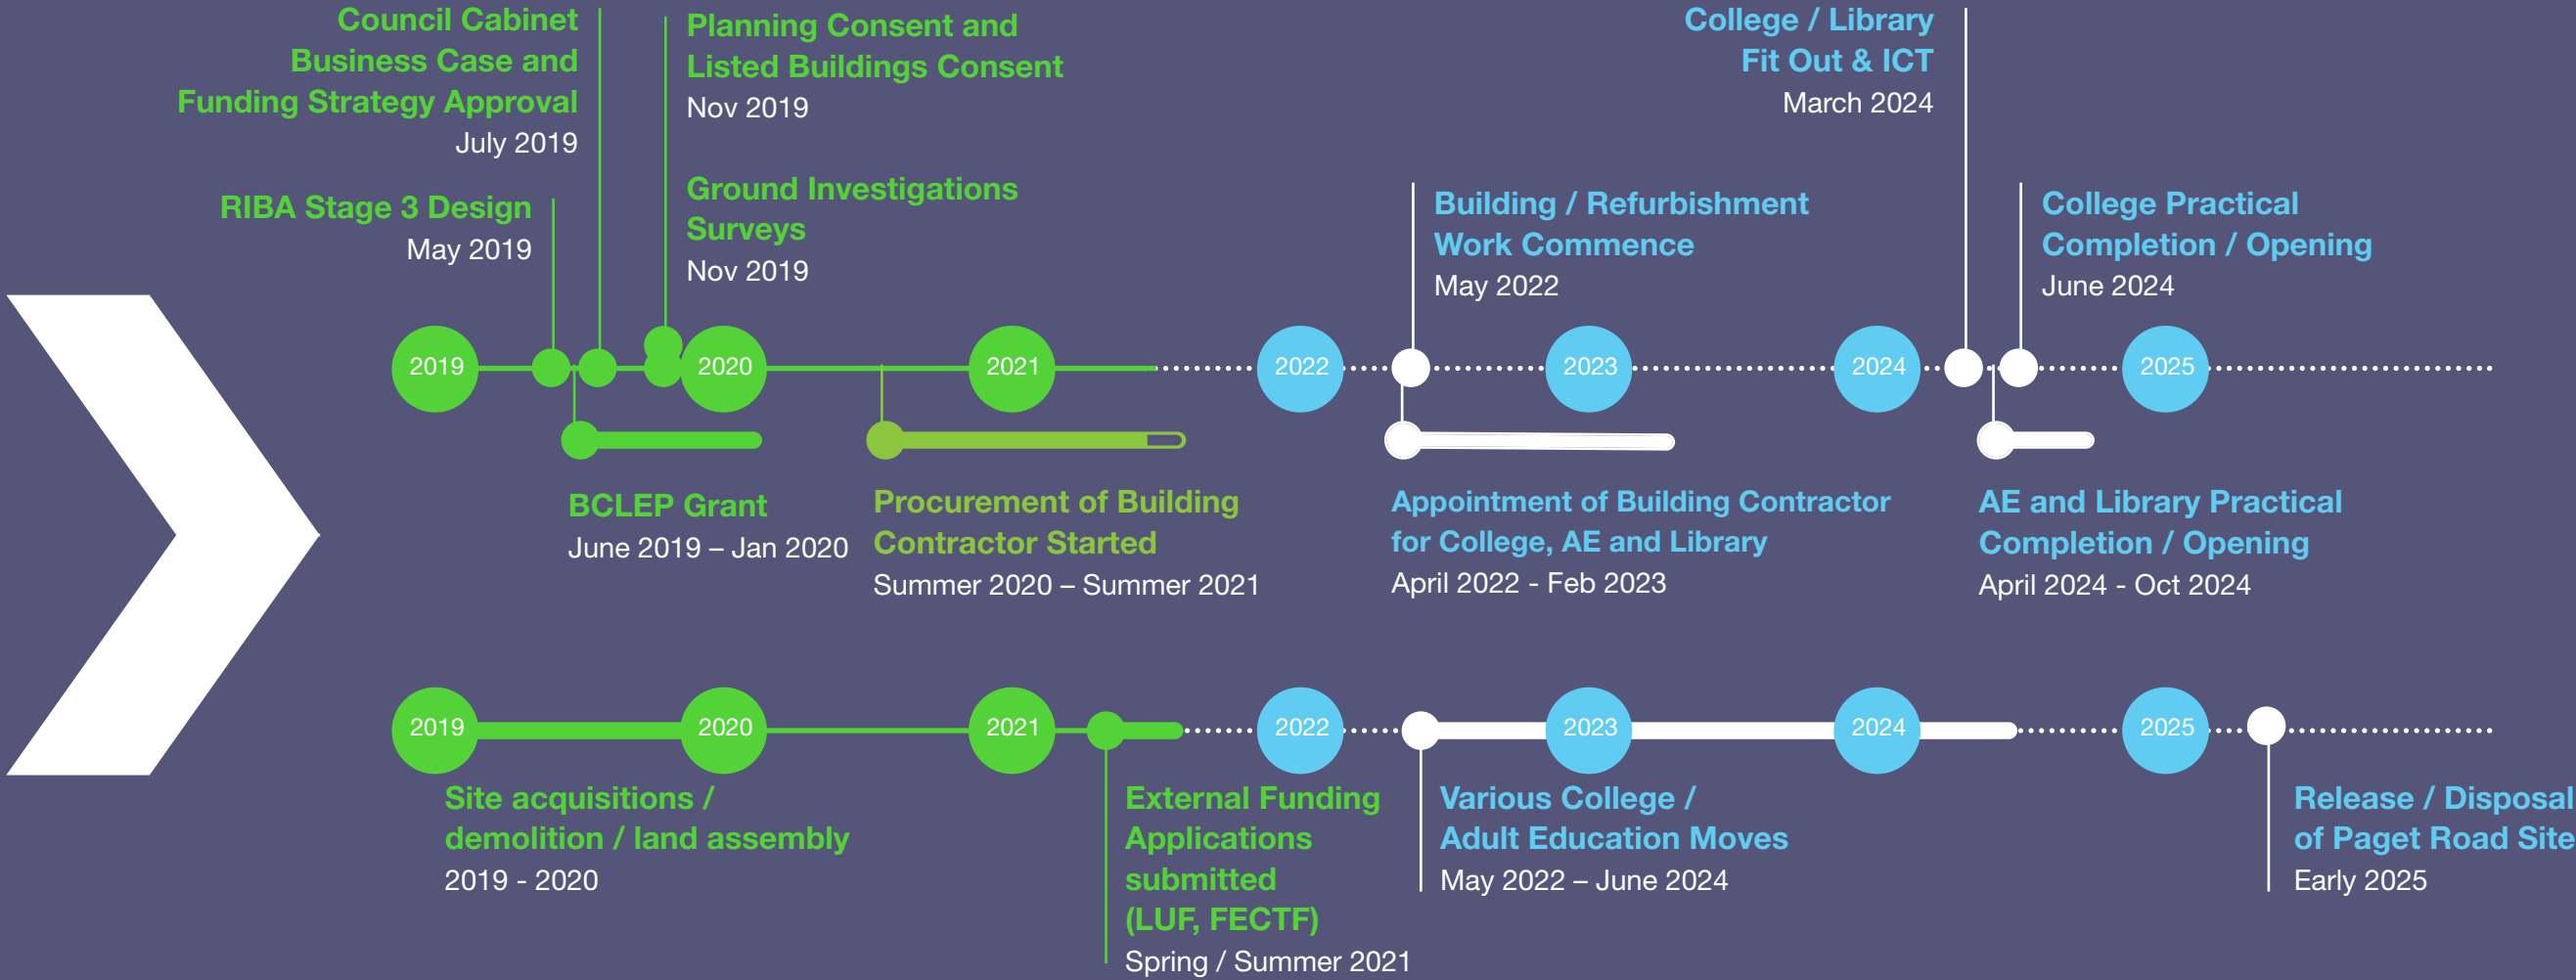 Council Cabinet
Business Case and
Funding Strategy Approval
July 2019
Planning Consent and
Listed Buildings Consent
Nov 2019
College / Library
Fit Out & ICT
March 2024
RIBA Stage 3 Design
May 2019
Ground Investigations
Surveys
Nov 2019
Building / Refurbishment
Work Commence
May 2022
College Practical
Completion / Opening
June 2024
2019
2020
2021
2022
2023
2024
2025
BCLEP Grant
June 2019 – Jan 2020
Procurement of Building
Contractor Started
Summer 2020 – Summer 2021
Appointment of Building Contractor
for College, AE and Library
April 2022 - Feb 2023
AE and Library Practical
Completion / Opening
April 2024 - Oct 2024
2019
2020
2021
2022
2023
2024
2025
Site acquisitions /
demolition / land assembly
2019 - 2020
External Funding
Applications
submitted
(LUF, FECTF)
Spring / Summer 2021
Various College /
Adult Education Moves
May 2022 – June 2024
Release / Disposal
of Paget Road Site
Early 2025